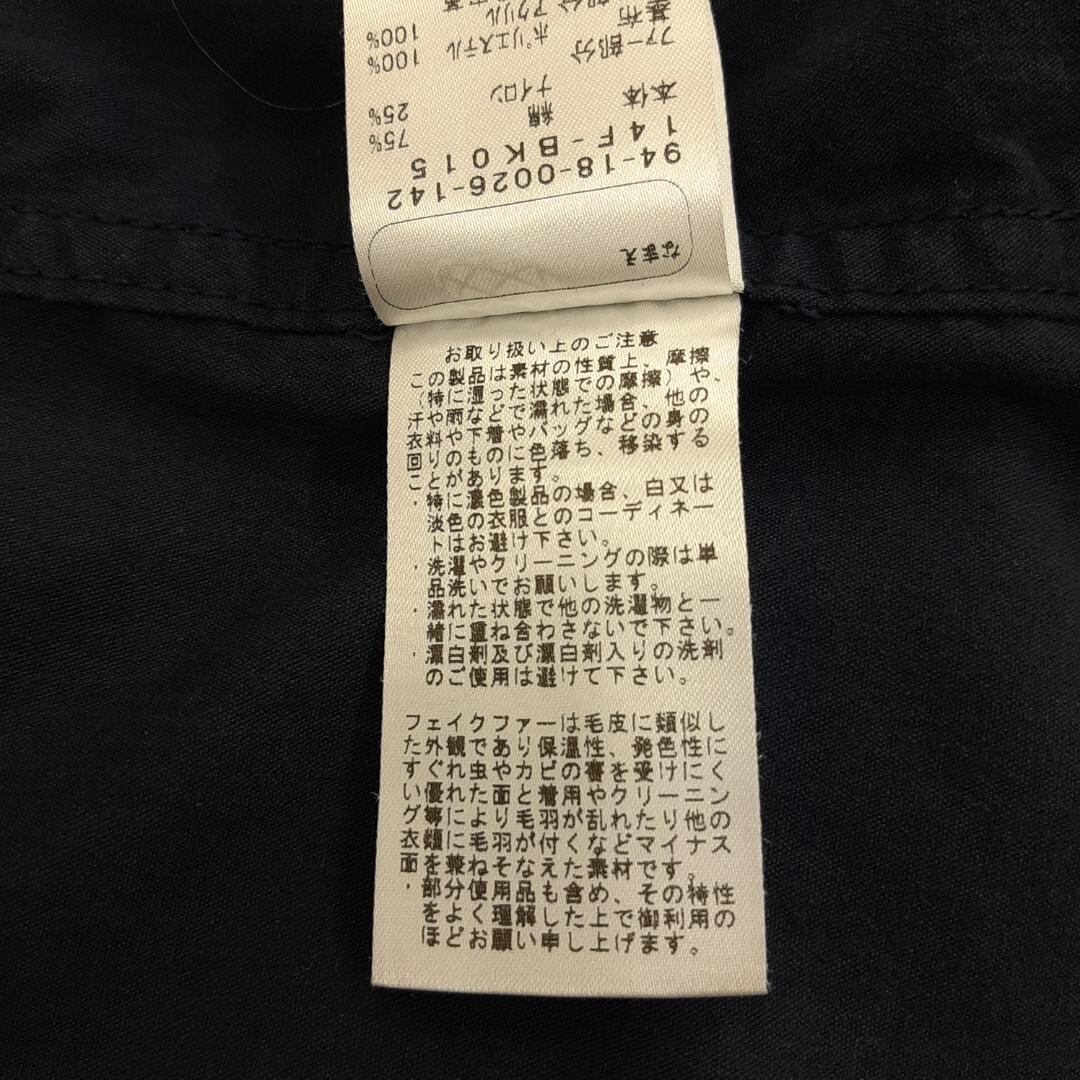 なまえ
94-18-0026-142
14F-BK015
本体 綿 75%
ナイロン 25%
ファー部分 ポリエステル 100%
基布 100%
アクリル
お取り扱い上のご注意
この製品は素材の性質上、摩擦
(特に湿った状態での摩擦)や、
汗や雨などで濡れた場合、他の
衣料や下着やバッグなどの身の
回りのものに色落ち、移染する
ことがあります。
・特に濃色製品の場合、白又は
淡色の衣服とのコーディネー
トはお避け下さい。
・洗濯やクリーニングの際は単
品洗いでお願いします。
・濡れた状態で他の洗濯物と一
緒に重ね合わさないで下さい。
・漂白剤及び漂白剤入りの洗剤
のご使用は避けて下さい。
フェイクファーは毛皮に類似し
た外観であり保温性、発色性に
すぐれ虫やカビの害を受けにく
い優れた面と着用やクリーニン
グ等により毛羽が乱れたり他の
衣類に毛羽が付くなどマイナス
面を兼ねそなえた素材です。
・部分使用品も含め、その特性
をよく理解した上で御利用の
ほどお願い申し上げます。